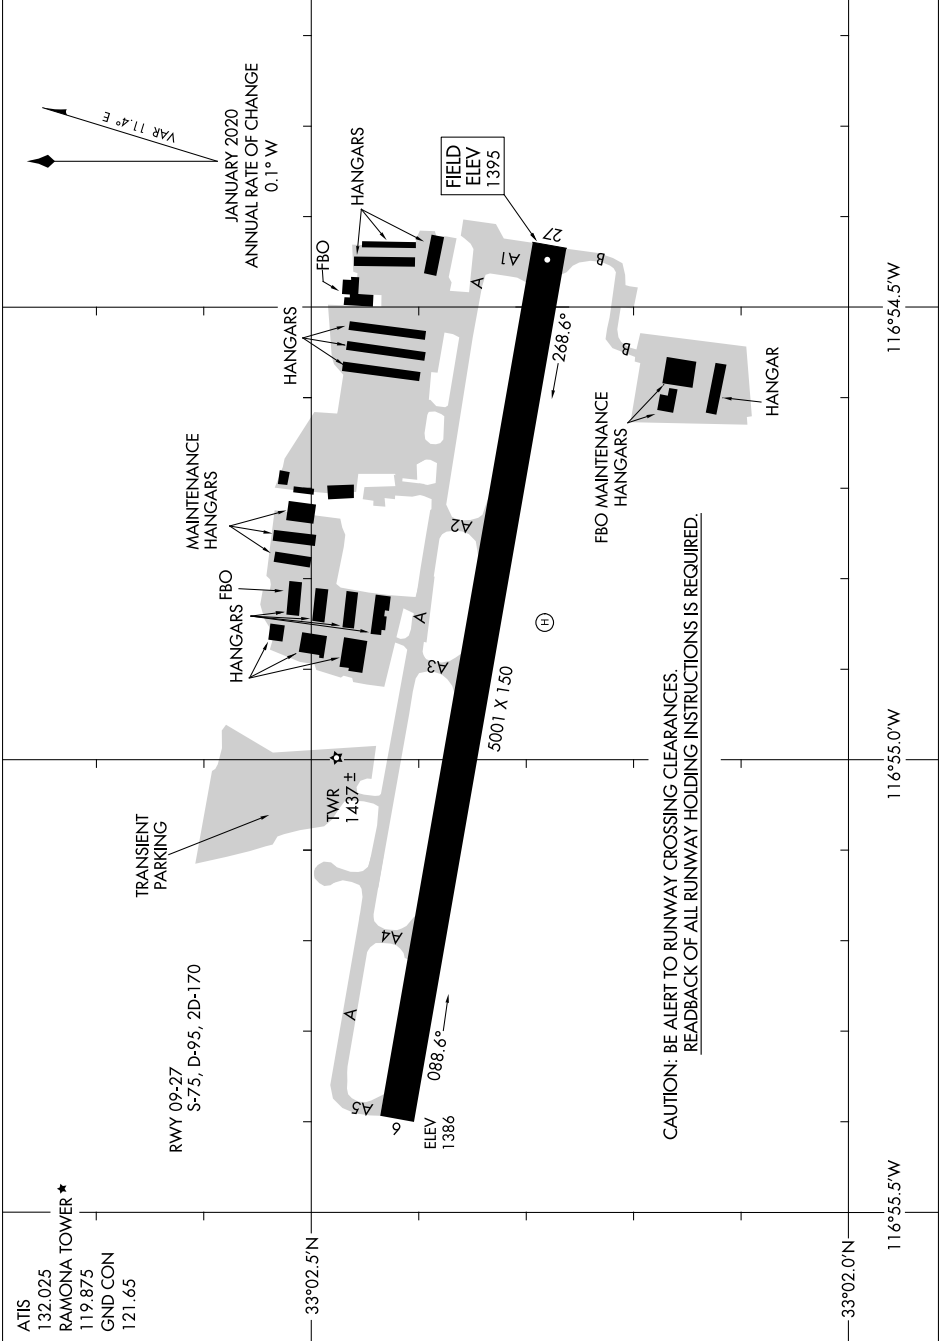 ATIS
132.025
RAMONA TOWER ★
119.875
GND CON
121.65
RWY 09-27
S-75, D-95, 2D-170
TRANSIENT
PARKING
MAINTENANCE
HANGARS
HANGARS
FBO
HANGARS
FBO
HANGARS
JANUARY 2020
ANNUAL RATE OF CHANGE
0.1° W
VAR 11.4° E
FIELD
ELEV
1395
TWR
1437 ±
A
A
A
A1
A2
A3
A4
A5
B
B
9
27
ELEV
1386
088.6°
5001 X 150
268.6°
H
FBO MAINTENANCE
HANGARS
HANGAR
CAUTION: BE ALERT TO RUNWAY CROSSING CLEARANCES.
READBACK OF ALL RUNWAY HOLDING INSTRUCTIONS IS REQUIRED.
33°02.5'N
33°02.0'N
116°55.5'W
116°55.0'W
116°54.5'W